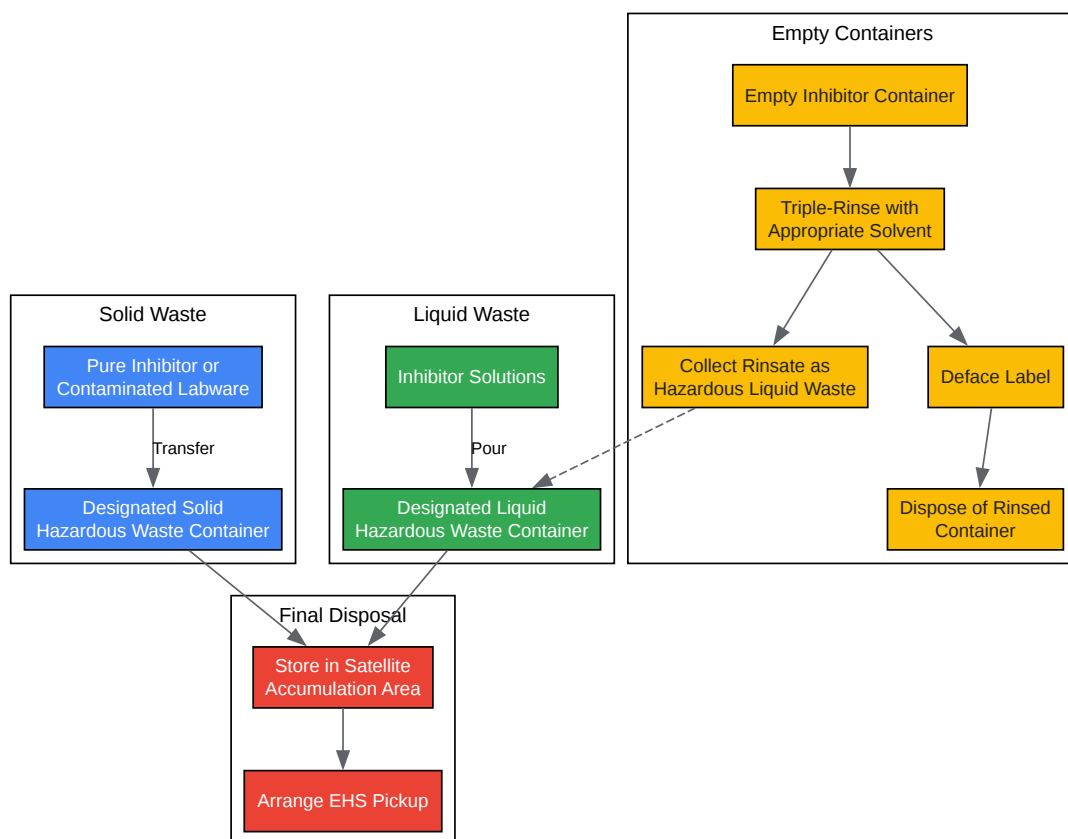 Empty Containers
Empty Inhibitor Container
Triple-Rinse with
Appropriate Solvent
Collect Rinsate as
Hazardous Liquid Waste
Deface Label
Dispose of Rinsed
Container
Solid Waste
Pure Inhibitor or
Contaminated Labware
Transfer
Designated Solid
Hazardous Waste Container
Liquid Waste
Inhibitor Solutions
Pour
Designated Liquid
Hazardous Waste Container
Final Disposal
Store in Satellite
Accumulation Area
Arrange EHS Pickup